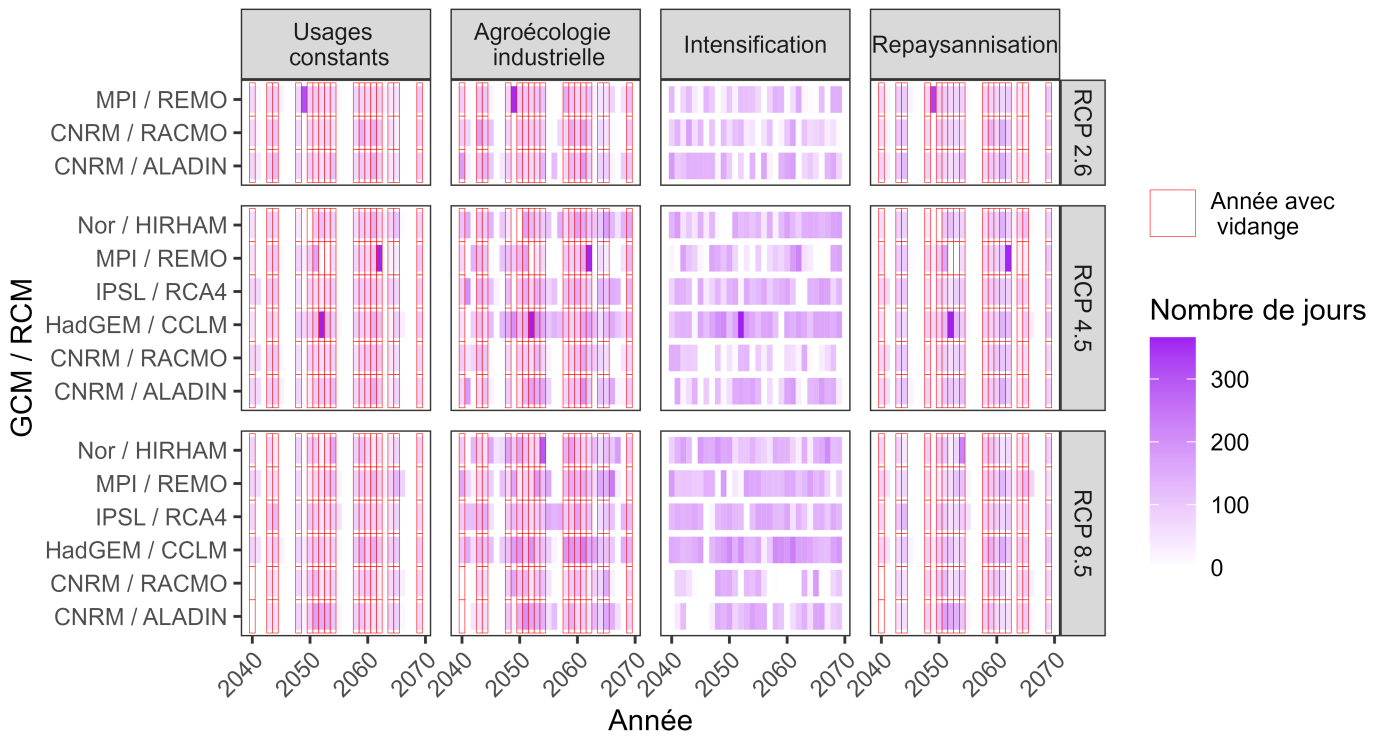 Usages
constants
Agroécologie
industrielle
Intensification
Repaysannisation
MPI / REMO
CNRM / RACMO
CNRM / ALADIN
RCP 2.6
Nor / HIRHAM
MPI / REMO
IPSL / RCA4
HadGEM / CCLM
CNRM / RACMO
CNRM / ALADIN
RCP 4.5
Nor / HIRHAM
MPI / REMO
IPSL / RCA4
HadGEM / CCLM
CNRM / RACMO
CNRM / ALADIN
RCP 8.5
GCM / RCM
2040 2050 2060 2070 2040 2050 2060 2070 2040 2050 2060 2070 2040 2050 2060 2070
Année
Année avec
vidange
Nombre de jours
300
200
100
0